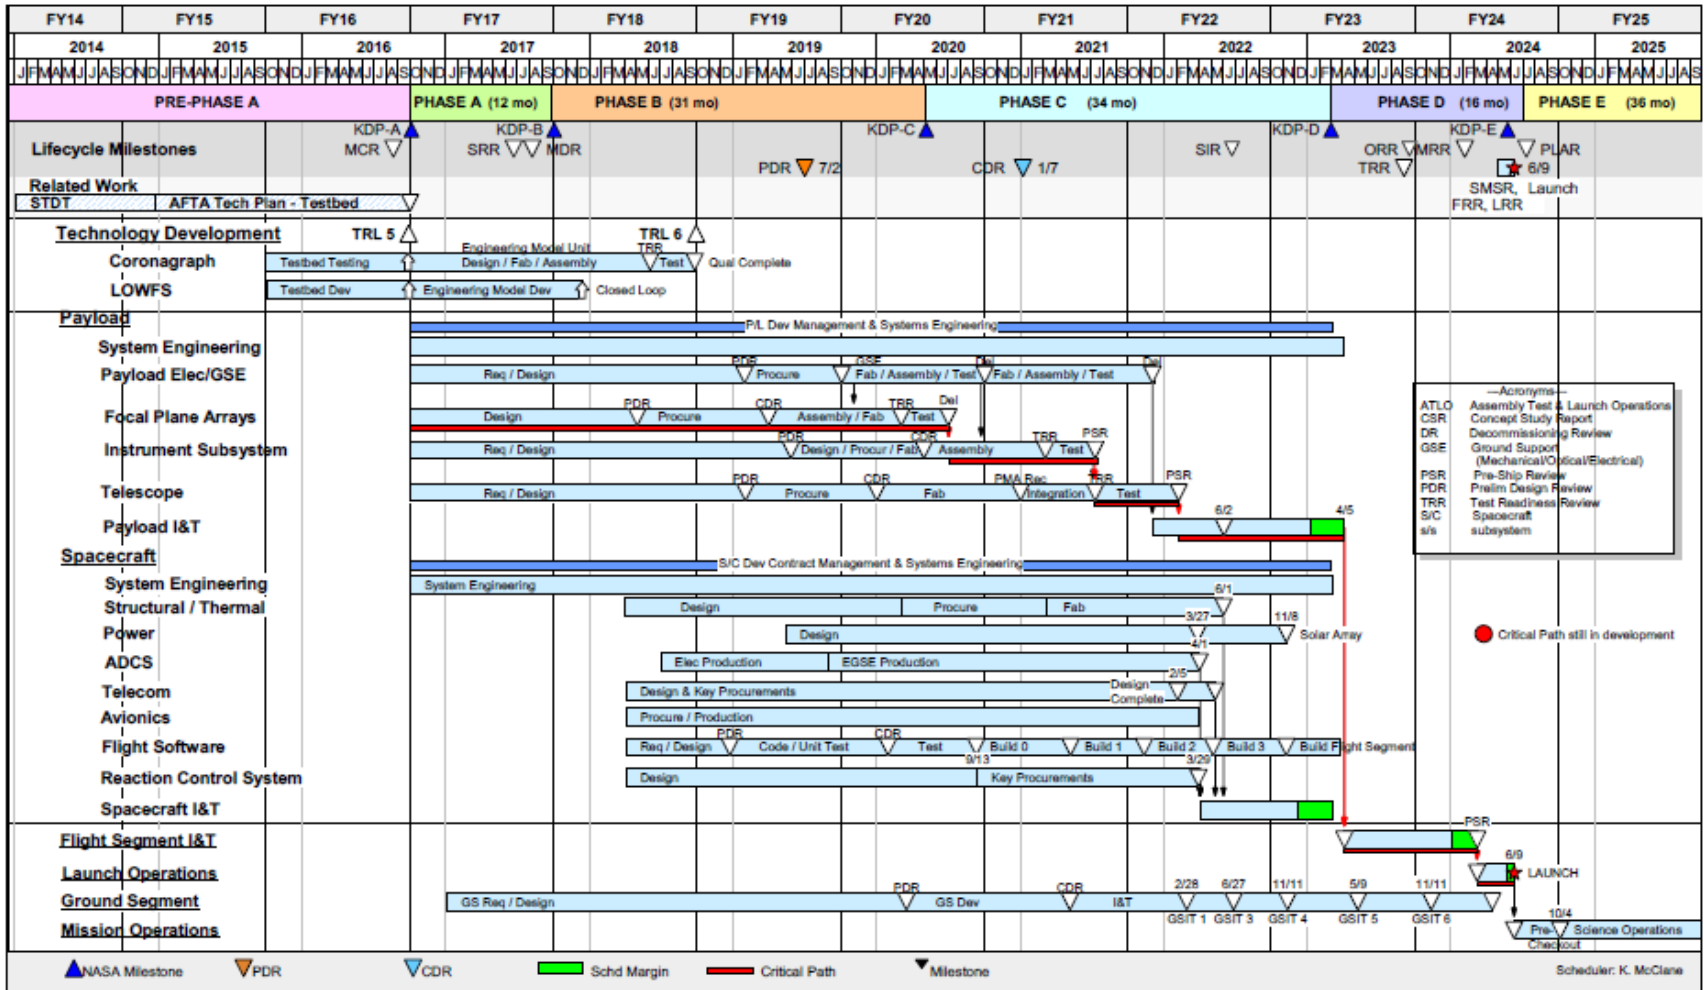 FY14 FY15 FY16 FY17 FY18 FY19 FY20 FY21 FY22 FY23 FY24 FY25
2014 2015 2016 2017 2018 2019 2020 2021 2022 2023 2024 2025
J F M A M J J A S O N D J F M A M J J A S O N D J F M A M J J A S O N D J F M A M J J A S O N D J F M A M J J A S O N D J F M A M J J A S O N D J F M A M J J A S O N D J F M A M J J A S O N D J F M A M J J A S O N D J F M A M J J A S O N D J F M A M J J A S O N D J F M A M J J A S
PRE-PHASE A PHASE A (12 mo) PHASE B (31 mo) PHASE C (34 mo) PHASE D (16 mo) PHASE E (36 mo)
KDP-A KDP-B KDP-C KDP-D KDP-E
Lifecycle Milestones MCR SRR MDR SIR ORR MRR PLAR
PDR 7/2 CDR 1/7 TRR 6/9
Related Work SMSR, Launch
STDT AFTA Tech Plan - Testbed FRR, LRR
Technology Development TRL 5 TRL 6
Engineering Model Unit TRR
Coronagraph Testbed Testing Design / Fab / Assembly Test Qual Complete
LOWFS Testbed Dev Engineering Model Dev Closed Loop
Payload
P/L Dev Management & Systems Engineering
System Engineering
PDR GSE Del Del
Payload Elec/GSE Req / Design Procure Fab / Assembly / Test Fab / Assembly / Test
PDR CDR TRR Del
Focal Plane Arrays Design Procure Assembly / Fab Test
PDR CDR TRR PSR
Instrument Subsystem Req / Design Design / Procur / Fab Assembly Test
PDR CDR PMA Rec TRR PSR
Telescope Req / Design Procure Fab Integration Test
6/2 4/5
Payload I&T
---Acronyms---
ATLO Assembly Test & Launch Operations
CSR Concept Study Report
DR Decommissioning Review
GSE Ground Support
(Mechanical/Optical/Electrical)
PSR Pre-Ship Review
PDR Prelim Design Review
TRR Test Readiness Review
S/C Spacecraft
s/s subsystem
Spacecraft
S/C Dev Contract Management & Systems Engineering
System Engineering System Engineering
6/1
Structural / Thermal Design Procure Fab
3/27 11/8
Power Design Solar Array
Critical Path still in development
4/1
ADCS Elec Production EGSE Production
2/5
Telecom Design & Key Procurements Design
Complete
Avionics Procure / Production
PDR CDR
Flight Software Req / Design Code / Unit Test Test Build 0 Build 1 Build 2 Build 3 Build Flight Segment
9/13 3/29
Reaction Control System Design Key Procurements
Spacecraft I&T
PSR
Flight Segment I&T
6/9
Launch Operations LAUNCH
PDR CDR 2/28 6/27 11/11 5/9 11/11
Ground Segment GS Req / Design GS Dev I&T
GSIT 1 GSIT 3 GSIT 4 GSIT 5 GSIT 6
10/4
Mission Operations Pre- Science Operations
Checkout
NASA Milestone PDR CDR Schd Margin Critical Path Milestone Scheduler: K. McClane